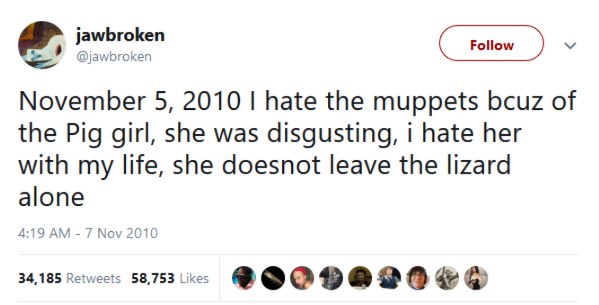 jawbroken
@jawbroken
Follow
November 5, 2010 I hate the muppets bcuz of
the Pig girl, she was disgusting, i hate her
with my life, she doesnot leave the lizard
alone
4:19 AM - 7 Nov 2010
34,185 Retweets 58,753 Likes